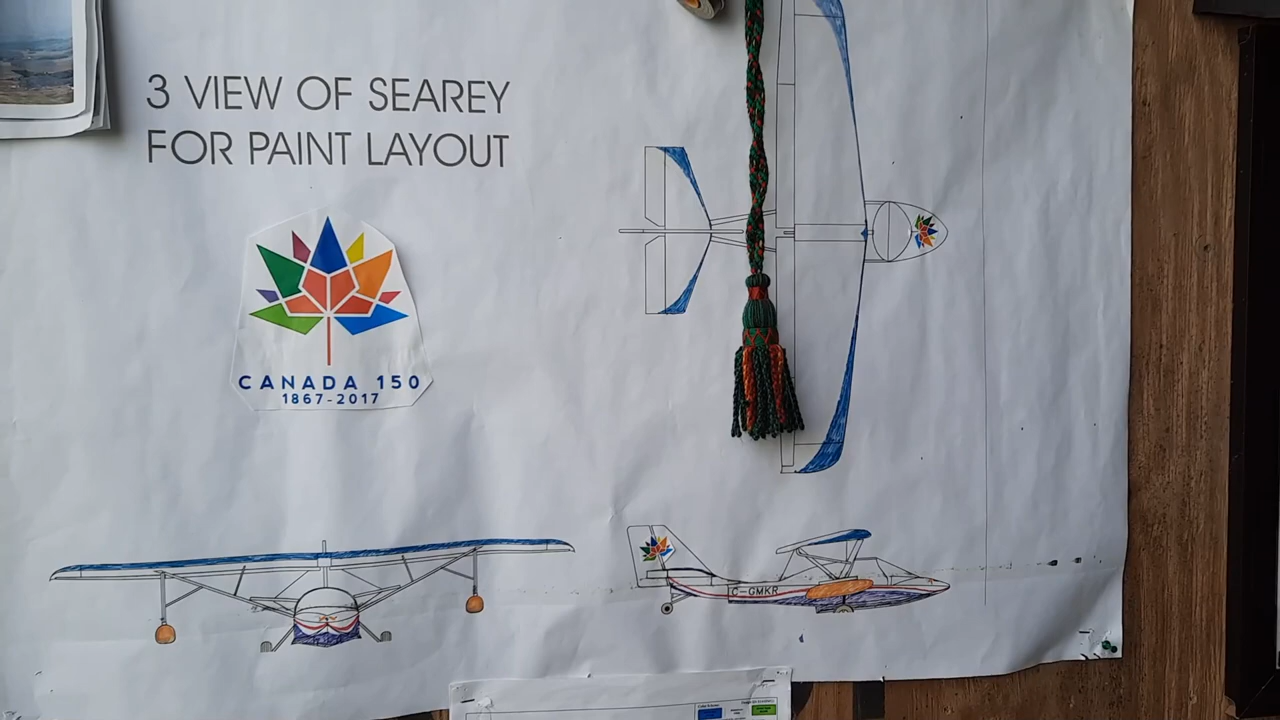 3 VIEW OF SEAREY
FOR PAINT LAYOUT
CANADA 150
1867-2017
C-GMKR